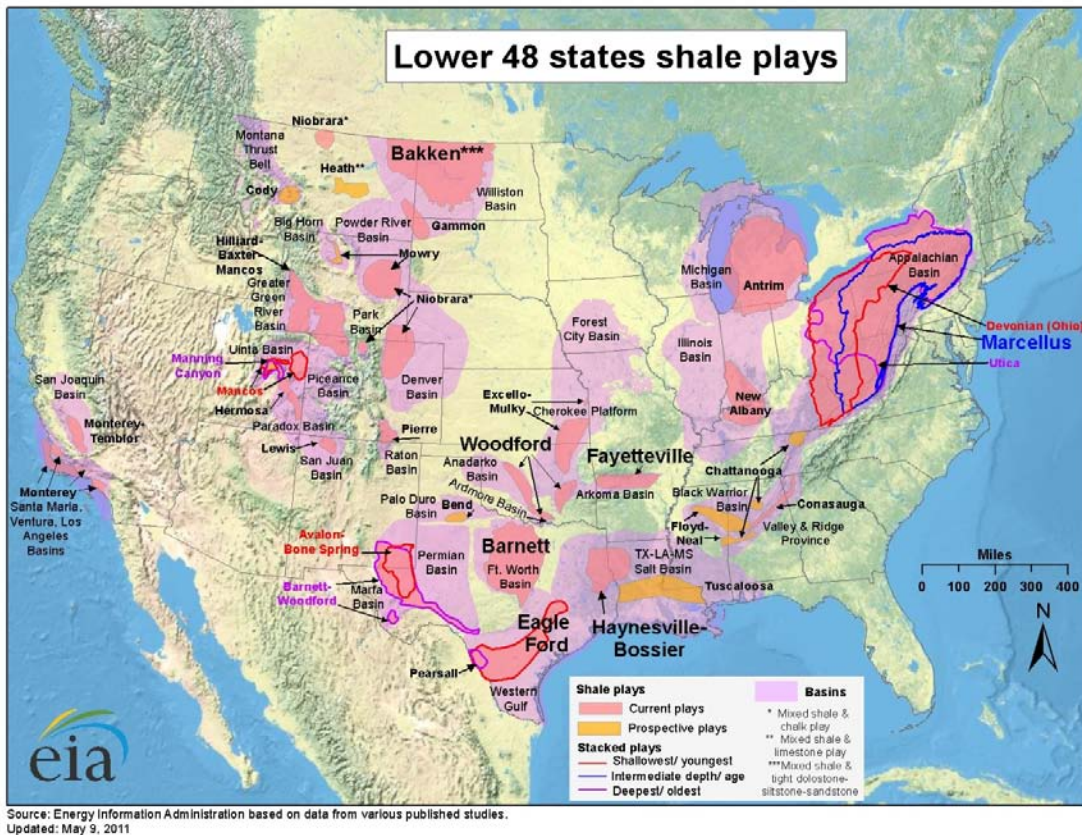 Lower 48 states shale plays
Niobrara*
Montana
Thrust
Belt
Bakken***
Heath**
Cody
Williston
Basin
Big Horn
Basin
Powder River
Basin
Gammon
Hilliard-
Baxter-
Mancos
Mowry
Greater
Green
River
Basin
Niobrara*
Park
Basin
Michigan
Basin
Antrim
Appalachian
Basin
Devonian (Ohio)
Marcellus
Utica
Forest
City Basin
Illinois
Basin
Uinta Basin
Manning
Canyon
Mancos
Piceance
Basin
Denver
Basin
San Joaquin
Basin
Hermosa
Excello-
Mulky
Cherokee Platform
New
Albany
Monterey-
Temblor
Paradox Basin
Lewis
San Juan
Basin
Pierre
Raton
Basin
Woodford
Anadarko
Basin
Fayetteville
Chattanooga
Monterey
Santa Maria,
Ventura, Los
Angeles
Basins
Ardmore Basin
Arkoma Basin
Black Warrior
Basin
Conasauga
Palo Duro
Basin
Bend
Floyd-
Neal
Valley & Ridge
Province
Avalon-
Bone Spring
Permian
Basin
Barnett
Ft. Worth
Basin
TX-LA-MS
Salt Basin
Tuscaloosa
Barnett-
Woodford
Marfa
Basin
Eagle
Ford
Haynesville-
Bossier
Pearsall
Western
Gulf
Miles
0 100 200 300 400
N
Shale plays
Current plays
Prospective plays
Stacked plays
Shallowest/ youngest
Intermediate depth/ age
Deepest/ oldest
Basins
* Mixed shale &
chalk play
** Mixed shale &
limestone play
***Mixed shale &
tight dolostone-
siltstone-sandstone
eia
Source: Energy Information Administration based on data from various published studies.
Updated: May 9, 2011